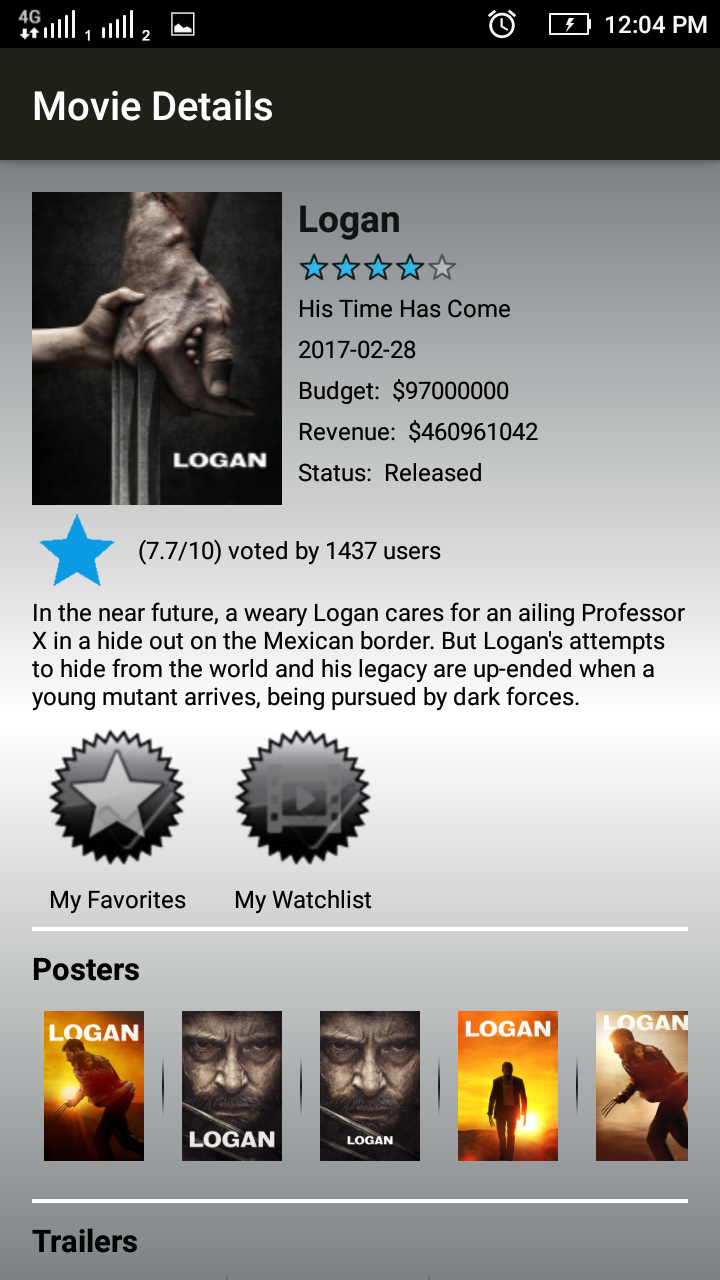 4G 1 2 12:04 PM
Movie Details
LOGAN
Logan
His Time Has Come
2017-02-28
Budget: $97000000
Revenue: $460961042
Status: Released
(7.7/10) voted by 1437 users
In the near future, a weary Logan cares for an ailing Professor
X in a hide out on the Mexican border. But Logan's attempts
to hide from the world and his legacy are up-ended when a
young mutant arrives, being pursued by dark forces.
My Favorites My Watchlist
Posters
LOGAN LOGAN LOGAN LOGAN LOGAN
Trailers